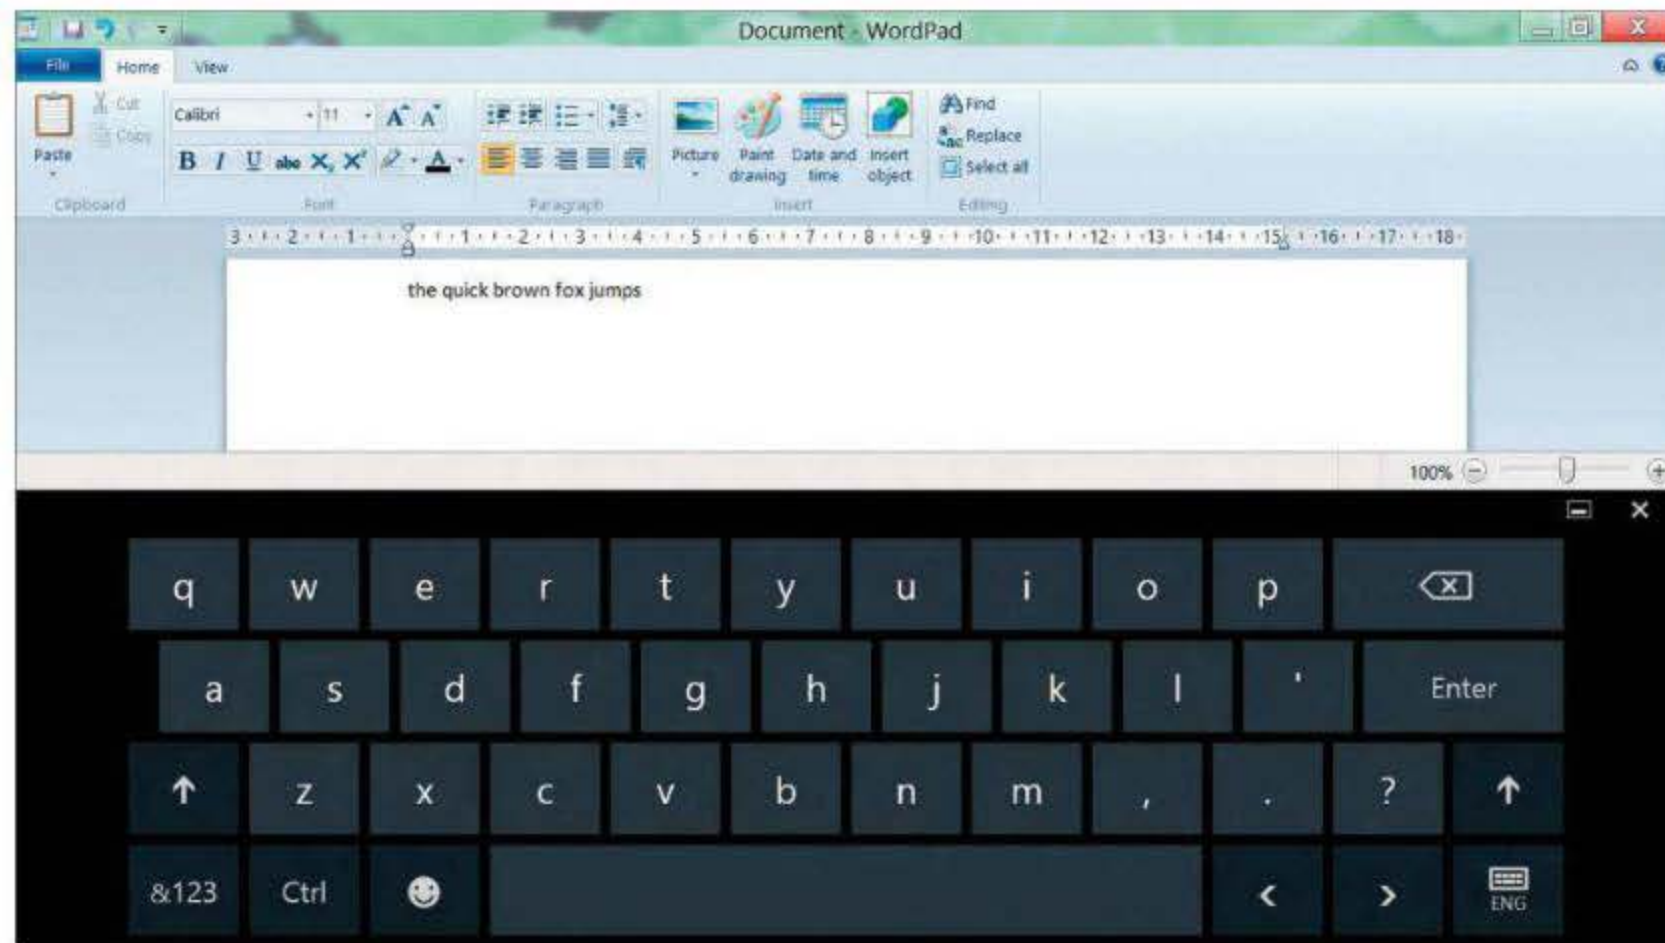 Document - WordPad
File Home View
Paste
Cut
Copy
Clipboard
Calibri 11 A A
B I U abc X, X² A
Font
Paragraph
Picture
Paint drawing
Date and time
Insert object
Insert
Find
Replace
Select all
Editing
3 2 1 1 2 3 4 5 6 7 8 9 10 11 12 13 14 15 16 17 18
the quick brown fox jumps
100%
q w e r t y u i o p
a s d f g h j k l ' Enter
z x c v b n m , . ?
&123 Ctrl < > ENG